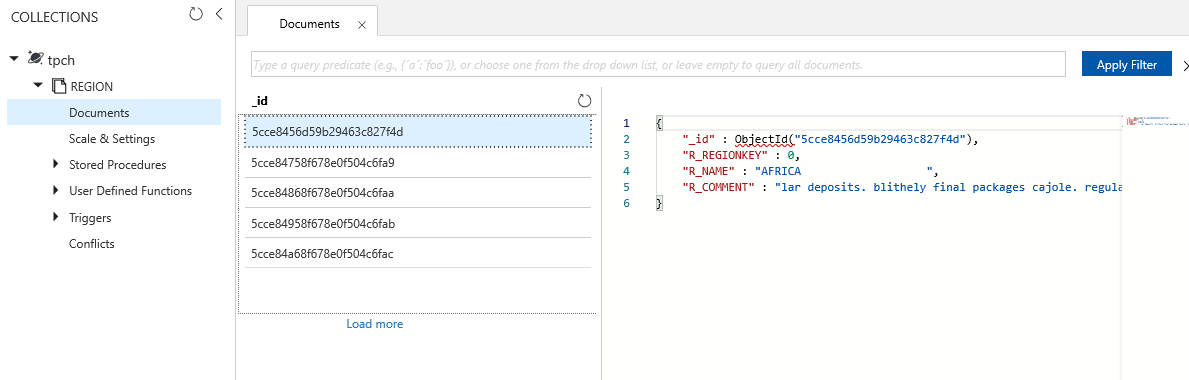 COLLECTIONS
tpch
REGION
Documents
Scale & Settings
Stored Procedures
User Defined Functions
Triggers
Conflicts
Documents
Type a query predicate (e.g., {´a´:´foo´}), or choose one from the drop down list, or leave empty to query all documents.
Apply Filter
_id
5cce8456d59b29463c827f4d
5cce84758f678e0f504c6fa9
5cce84868f678e0f504c6faa
5cce84958f678e0f504c6fab
5cce84a68f678e0f504c6fac
Load more
1 {
2 "_id" : ObjectId("5cce8456d59b29463c827f4d"),
3 "R_REGIONKEY" : 0,
4 "R_NAME" : "AFRICA                   ",
5 "R_COMMENT" : "lar deposits. blithely final packages cajole. regula
6 }